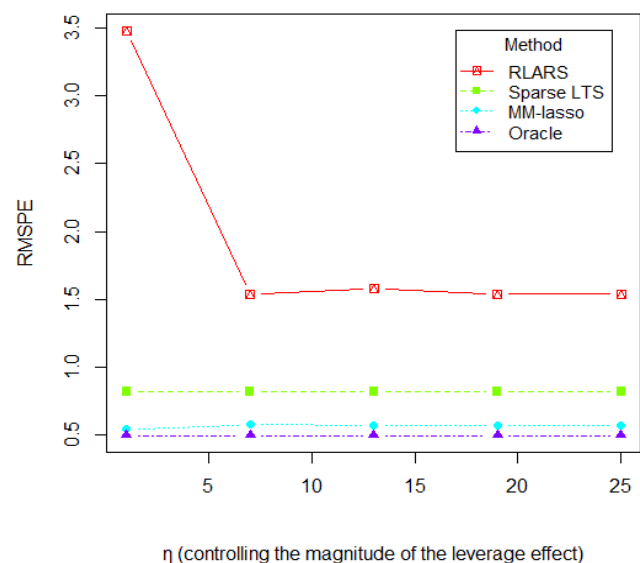 3.5
3.0
2.5
2.0
1.5
1.0
0.5
RMSPE
Method
RLARS
Sparse LTS
MM-lasso
Oracle
5 10 15 20 25
η (controlling the magnitude of the leverage effect)